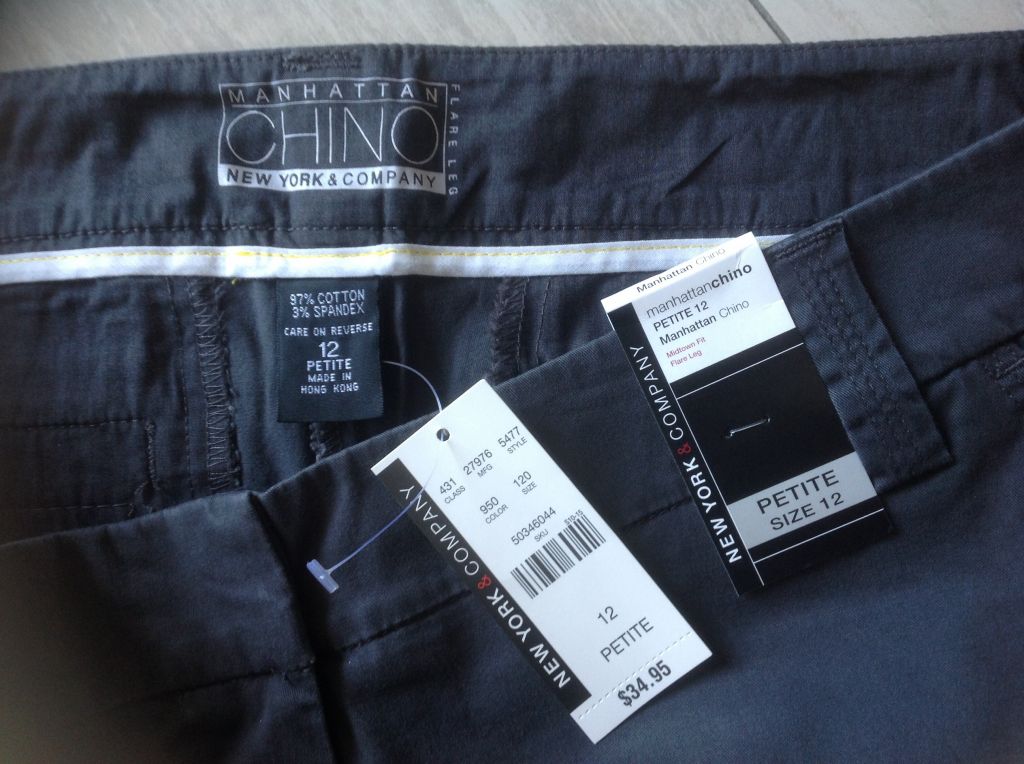 MANHATTAN
CHINO
NEW YORK & COMPANY
FLARE LEG
97% COTTON
3% SPANDEX
CARE ON REVERSE
12
PETITE
MADE IN
HONG KONG
431 27976 5477
CLASS MFG STYLE
950 120
COLOR SIZE
50346044
SKU
S10-15
12
PETITE
$34.95
NEW YORK & COMPANY
Manhattan Chino
manhattanchino
PETITE 12
Manhattan Chino
Midtown Fit
Flare Leg
NEW YORK & COMPANY
PETITE
SIZE 12